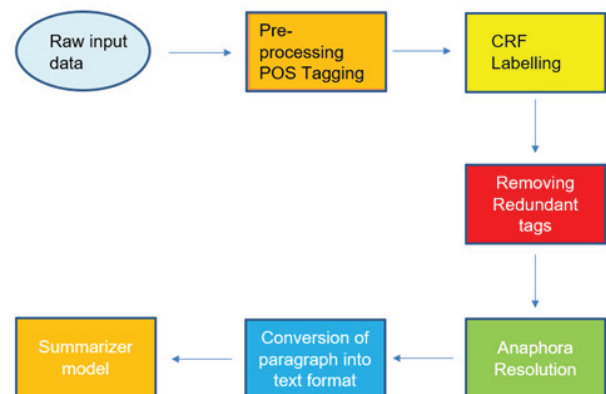 Raw input
data
Pre-
processing
POS Tagging
CRF
Labelling
Removing
Redundant
tags
Anaphora
Resolution
Conversion of
paragraph into
text format
Summarizer
model